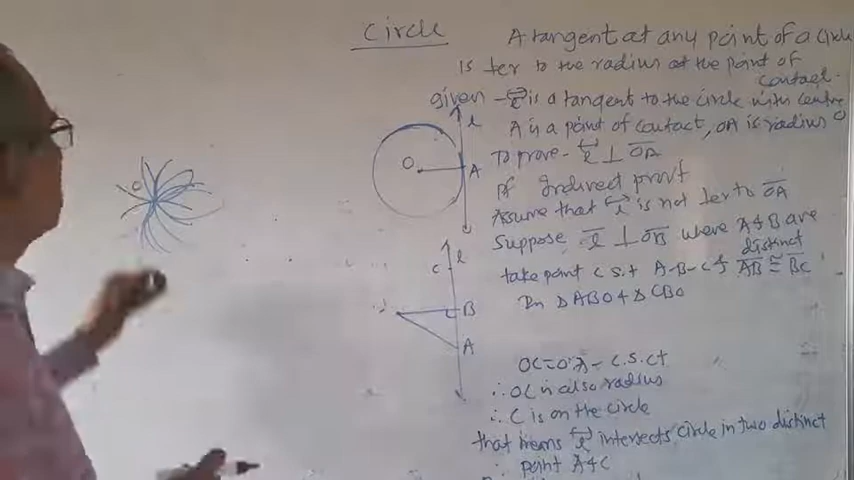 Circle
A tangent at any point of a circle
is ter to the radius at the point of
contact.
given - l is a tangent to the circle with centre
O
A is a point of contact, OA is radius
To prove - l ⊥ OA
Pf Indirect proof
Assume that l is not ter to OA
Suppose l ⊥ OB where A & B are
distinct
take point C s.t A-B-C & AB ≅ BC
In Δ ABO & Δ CBO
OC = OA - C.S.CT
∴ OC is also radius
∴ C is on the circle
that means l intersects circle in two distinct
∴ point A & C
O
l
A
l
C
B
A